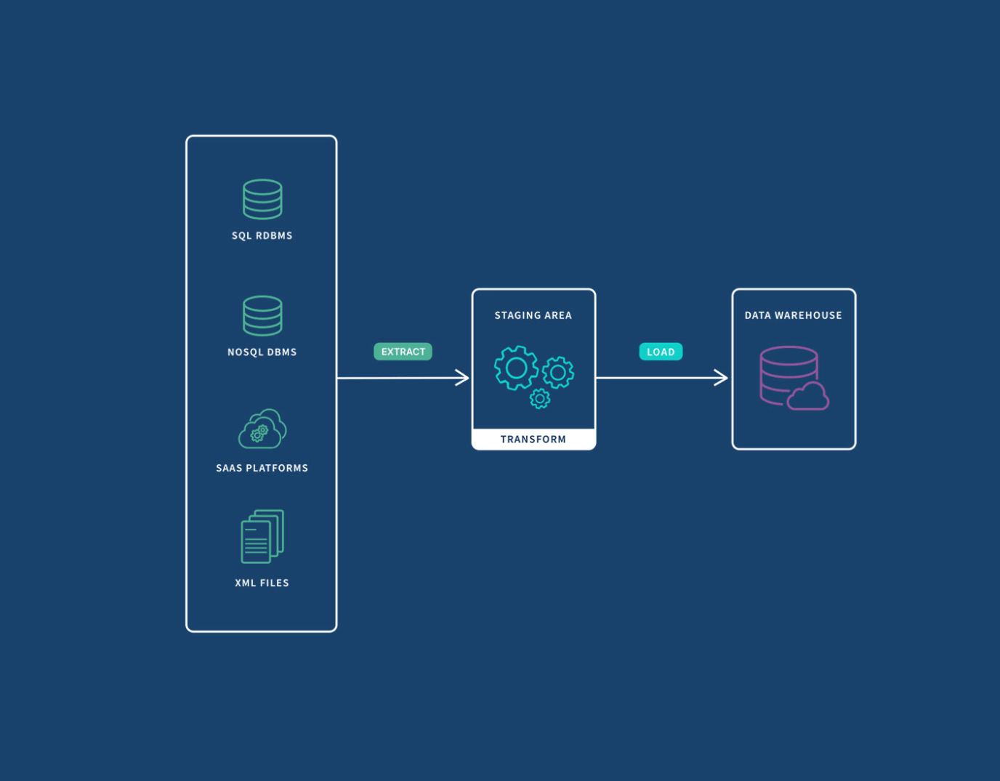 SQL RDBMS
NOSQL DBMS
SAAS PLATFORMS
XML FILES
EXTRACT
STAGING AREA
TRANSFORM
LOAD
DATA WAREHOUSE